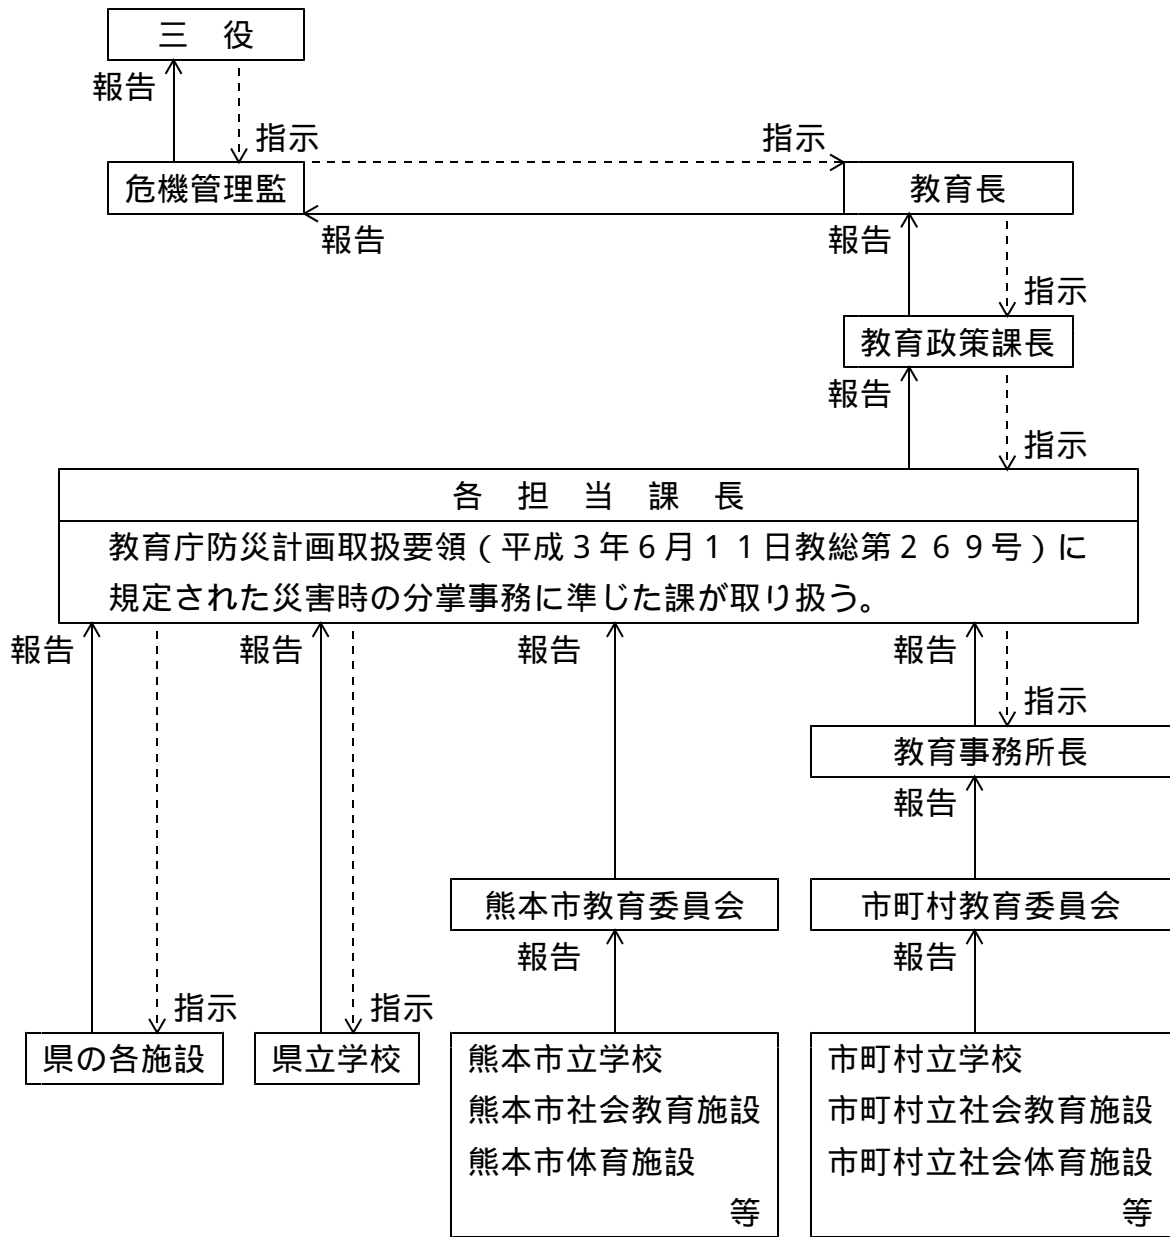 三　役
報告
指示
指示
危機管理監
教育長
報告
報告
指示
教育政策課長
報告
指示
各　担　当　課　長
教育庁防災計画取扱要領（平成３年６月１１日教総第２６９号）に
規定された災害時の分掌事務に準じた課が取り扱う。
報告
報告
報告
報告
指示
教育事務所長
報告
熊本市教育委員会
市町村教育委員会
報告
報告
指示
指示
県の各施設
県立学校
熊本市立学校
熊本市社会教育施設
熊本市体育施設
等
市町村立学校
市町村立社会教育施設
市町村立社会体育施設
等